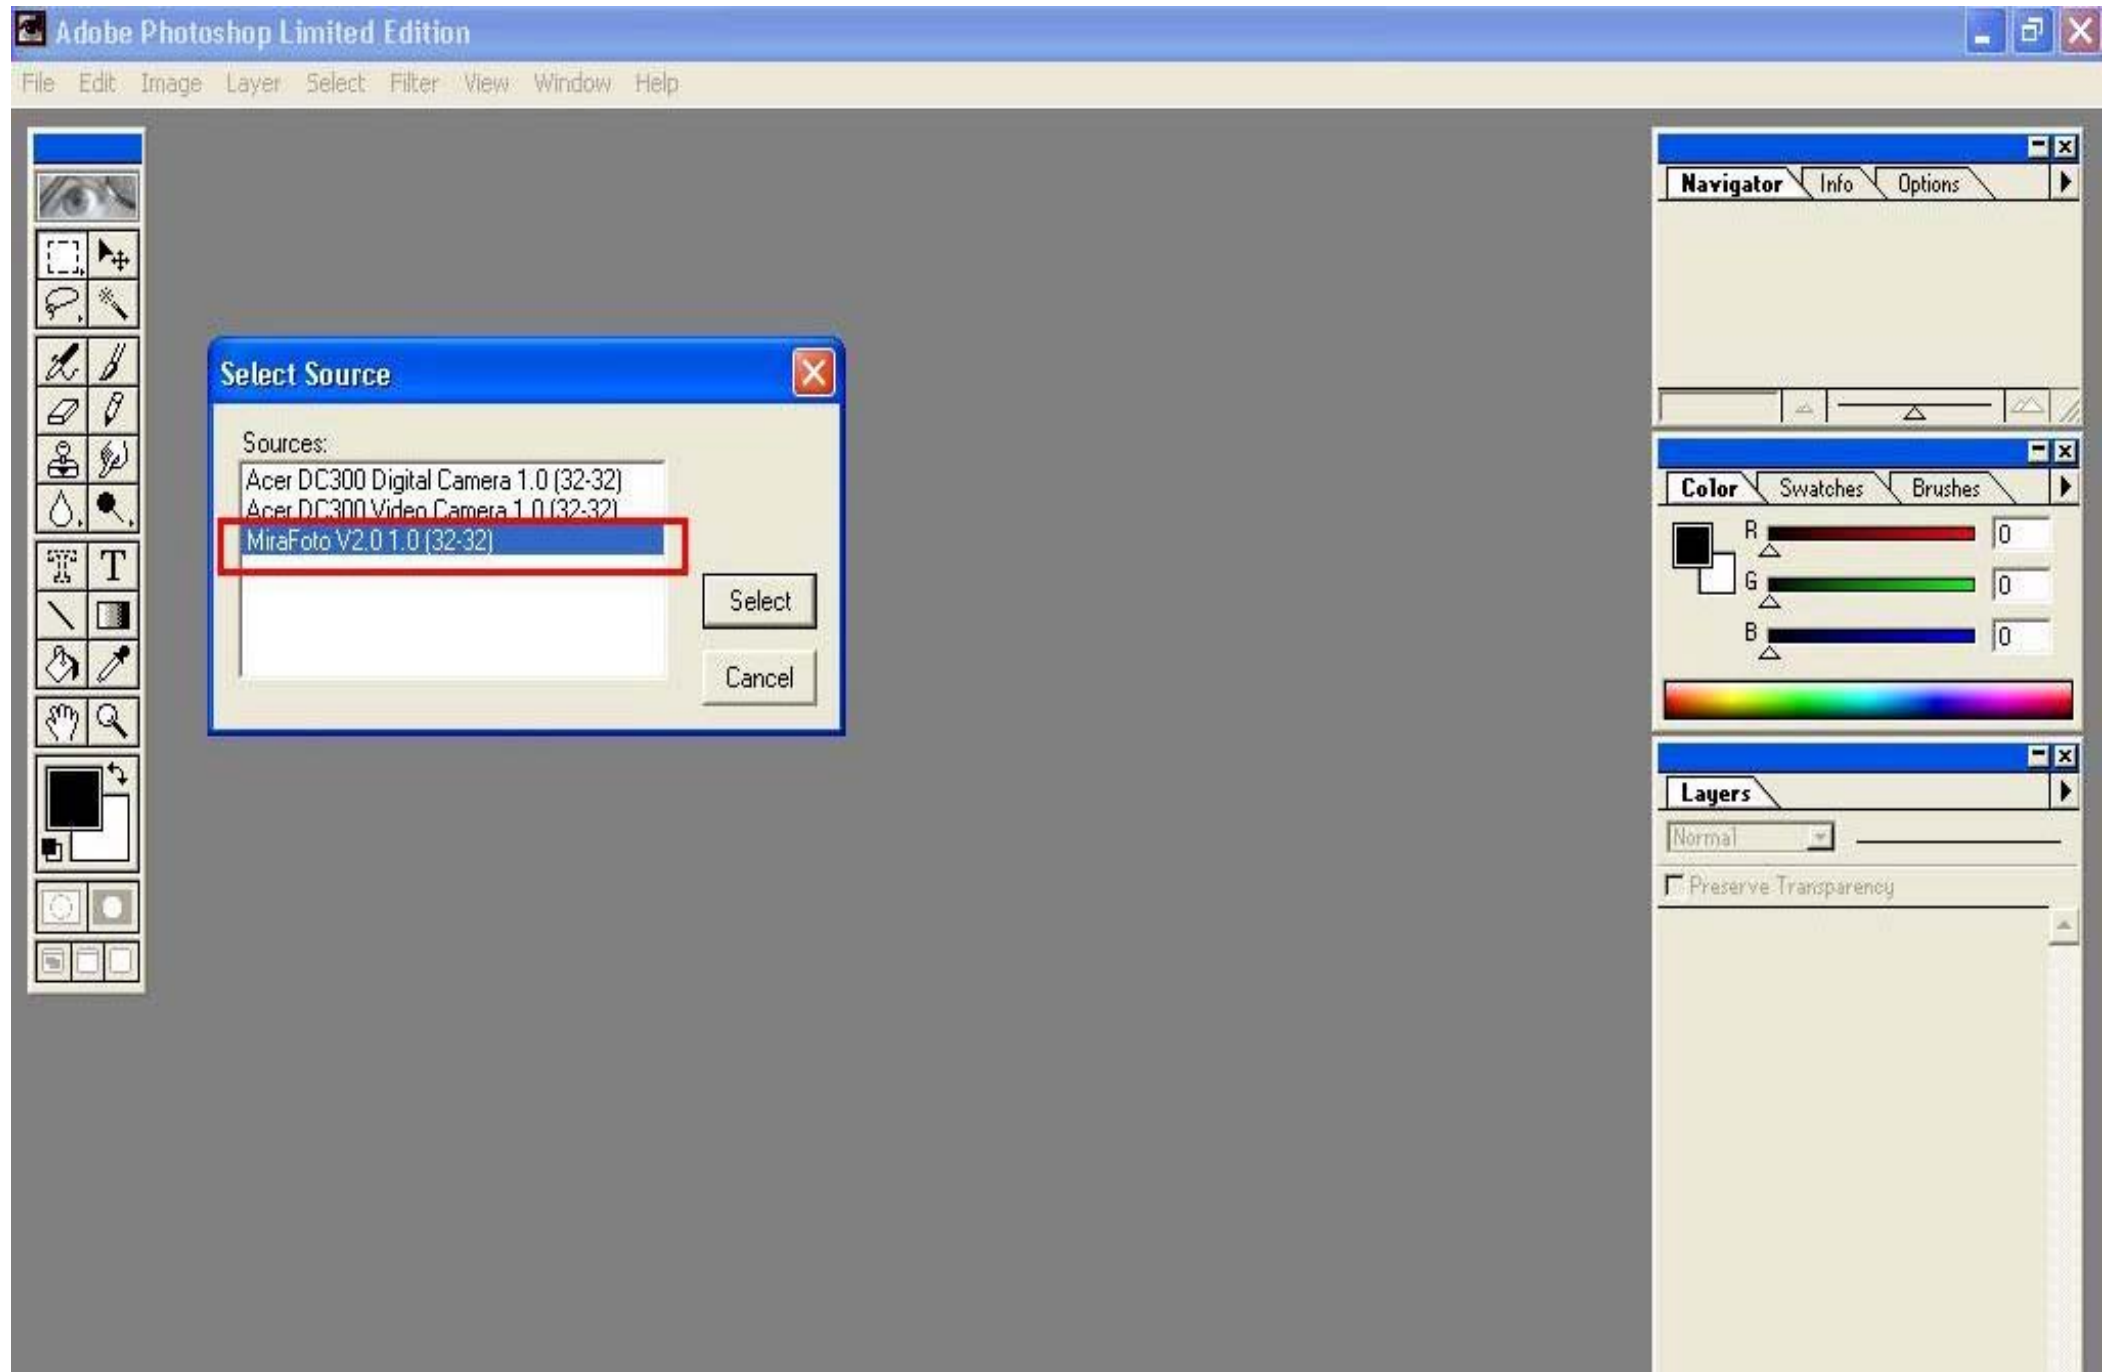 Adobe Photoshop Limited Edition
File Edit Image Layer Select Filter View Window Help
Navigator Info Options
Select Source
Sources:
Acer DC300 Digital Camera 1.0 (32-32)
Acer DC300 Video Camera 1.0 (32-32)
MiraFoto V2.0 1.0 (32-32)
Select
Cancel
Color Swatches Brushes
R 0
G 0
B 0
T
Layers
Normal
Preserve Transparency